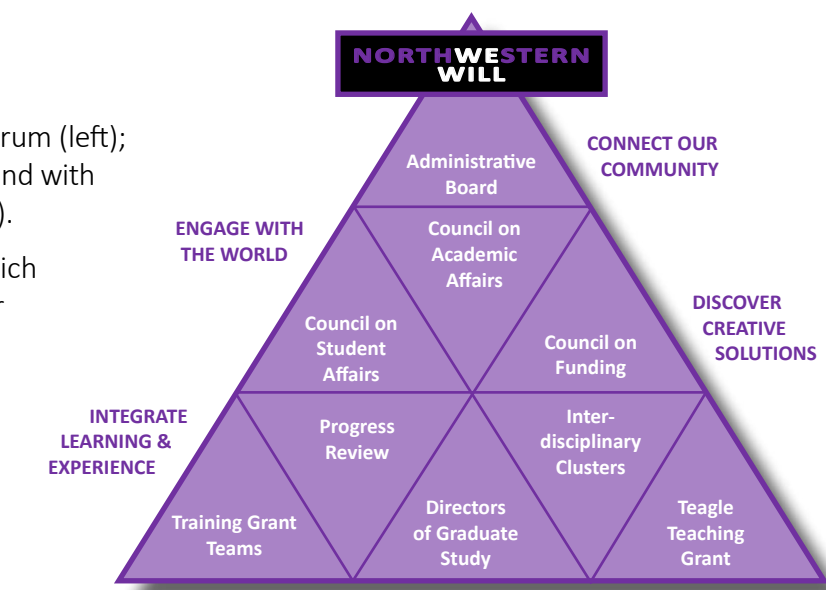 NORTHWESTERN
WILL
rum (left);
nd with
).
ich
CONNECT OUR
COMMUNITY
Administrative
Board
ENGAGE WITH
THE WORLD
Council on
Academic
Affairs
DISCOVER
CREATIVE
SOLUTIONS
Council on
Student
Affairs
Council on
Funding
INTEGRATE
LEARNING &
EXPERIENCE
Progress
Review
Inter-
disciplinary
Clusters
Training Grant
Teams
Directors
of Graduate
Study
Teagle
Teaching
Grant